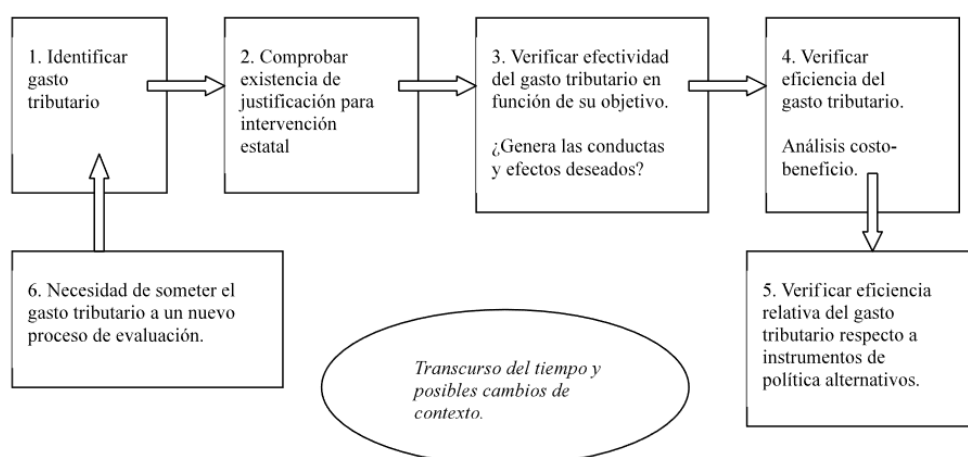 1. Identificar
gasto
tributario
2. Comprobar
existencia de
justificación para
intervención
estatal
3. Verificar efectividad
del gasto tributario en
función de su objetivo.
¿Genera las conductas
y efectos deseados?
4. Verificar
eficiencia del
gasto tributario.
Análisis costo-
beneficio.
5. Verificar eficiencia
relativa del gasto
tributario respecto a
instrumentos de
política alternativos.
Transcurso del tiempo y
posibles cambios de
contexto.
6. Necesidad de someter el
gasto tributario a un nuevo
proceso de evaluación.